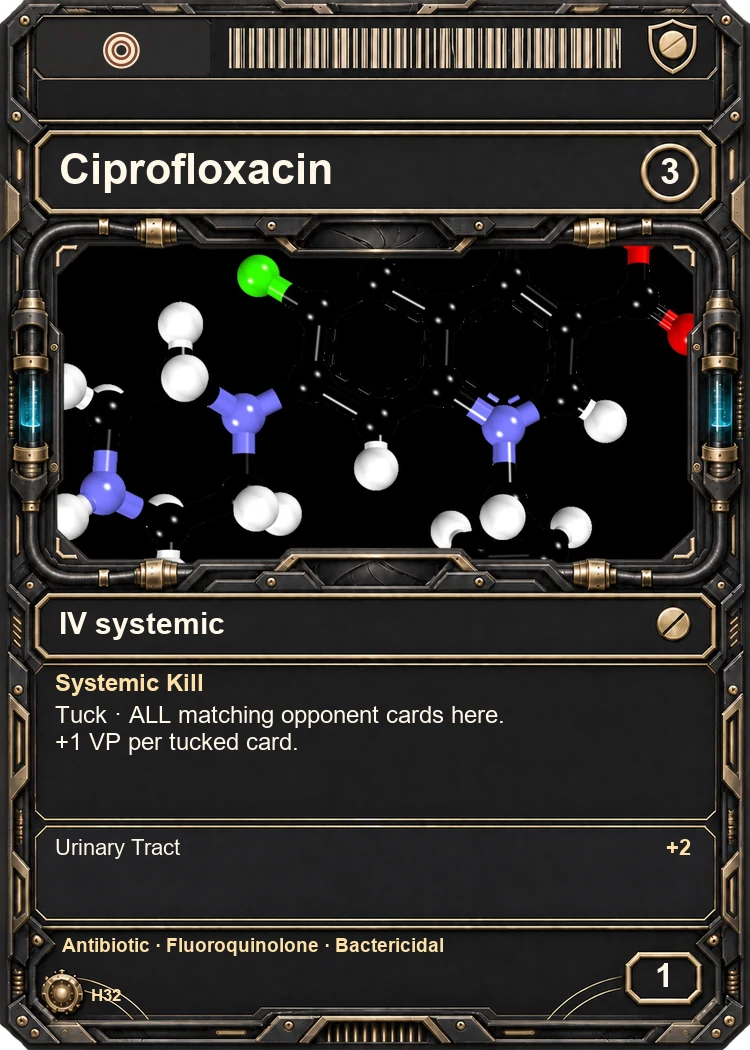 Ciprofloxacin
3
IV systemic
Systemic Kill
Tuck · ALL matching opponent cards here.
+1 VP per tucked card.
Urinary Tract +2
Antibiotic · Fluoroquinolone · Bactericidal
H32
1